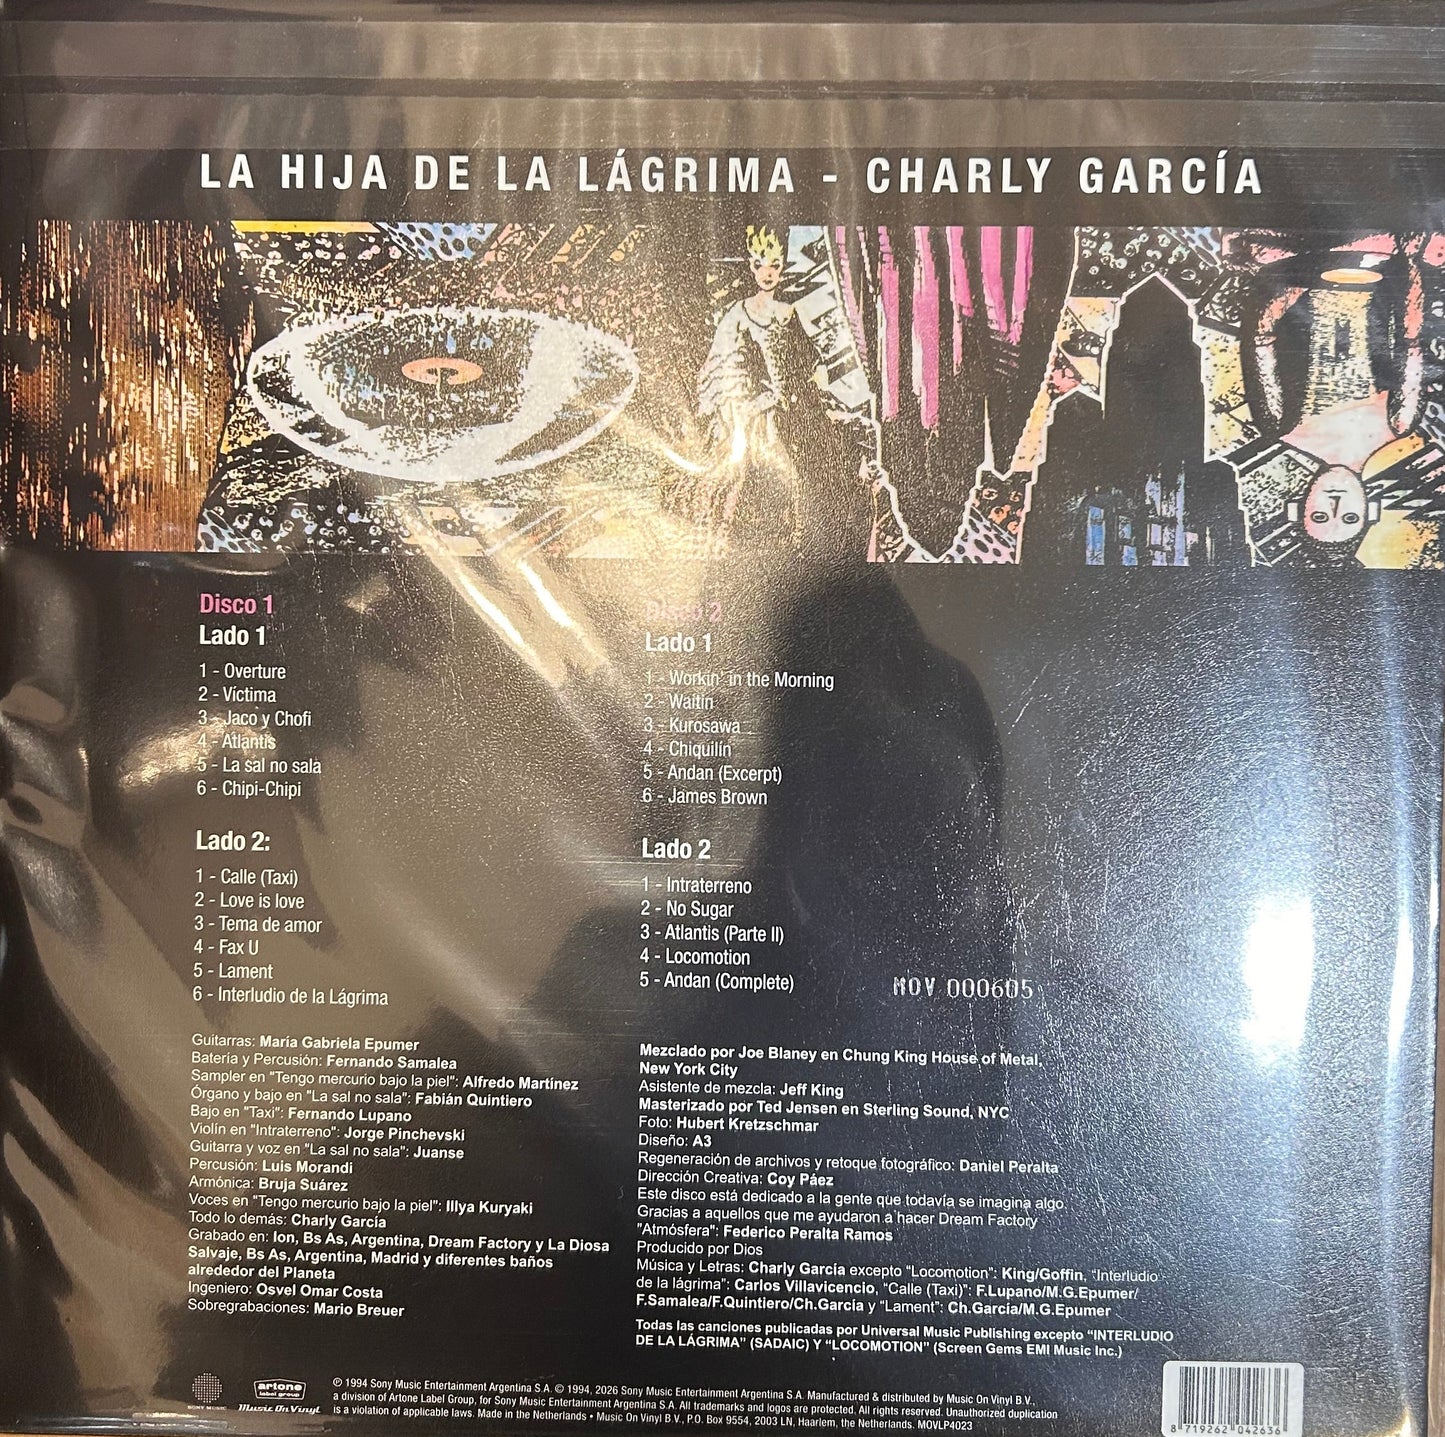 LA HIJA DE LA LÁGRIMA - CHARLY GARCÍA
Disco 1
Lado 1
1 - Overture
2 - Víctima
3 - Jaco y Chofi
4 - Atlantis
5 - La sal no sala
6 - Chipi-Chipi
Lado 2:
1 - Calle (Taxi)
2 - Love is love
3 - Tema de amor
4 - Fax U
5 - Lament
6 - Interludio de la Lágrima
Disco 2
Lado 1
1 - Workin' in the Morning
2 - Waitin
3 - Kurosawa
4 - Chiquilín
5 - Andan (Excerpt)
6 - James Brown
Lado 2
1 - Intraterreno
2 - No Sugar
3 - Atlantis (Parte II)
4 - Locomotion
5 - Andan (Complete)
MOV 000605
Guitarras: María Gabriela Epumer
Batería y Percusión: Fernando Samalea
Sampler en "Tengo mercurio bajo la piel": Alfredo Martínez
Órgano y bajo en "La sal no sala": Fabián Quintiero
Bajo en "Taxi": Fernando Lupano
Violín en "Intraterreno": Jorge Pinchevski
Guitarra y voz en "La sal no sala": Juanse
Percusión: Luis Morandi
Armónica: Bruja Suárez
Voces en "Tengo mercurio bajo la piel": Illya Kuryaki
Todo lo demás: Charly García
Grabado en: Ion, Bs As, Argentina, Dream Factory y La Diosa
Salvaje, Bs As, Argentina, Madrid y diferentes baños
alrededor del Planeta
Ingeniero: Osvel Omar Costa
Sobregrabaciones: Mario Breuer
Mezclado por Joe Blaney en Chung King House of Metal,
New York City
Asistente de mezcla: Jeff King
Masterizado por Ted Jensen en Sterling Sound, NYC
Foto: Hubert Kretzschmar
Diseño: A3
Regeneración de archivos y retoque fotográfico: Daniel Peralta
Dirección Creativa: Coy Páez
Este disco está dedicado a la gente que todavía se imagina algo.
Gracias a aquellos que me ayudaron a hacer Dream Factory
"Atmósfera": Federico Peralta Ramos
Producido por Dios
Música y Letras: Charly García excepto “Locomotion”: King/Goffin, “Interludio
de la lágrima”: Carlos Villavicencio, “Calle (Taxi)”: F.Lupano/M.G.Epumer/
F.Samalea/F.Quintiero/Ch.García y “Lament”: Ch.García/M.G.Epumer
Todas las canciones publicadas por Universal Music Publishing excepto “INTERLUDIO
DE LA LÁGRIMA” (SADAIC) Y “LOCOMOTION” (Screen Gems EMI Music Inc.)
SONY MUSIC
artone
label group
Music On Vinyl
℗ 1994 Sony Music Entertainment Argentina S.A. © 1994, 2026 Sony Music Entertainment Argentina S.A. Manufactured & distributed by Music On Vinyl B.V.,
a division of Artone Label Group, for Sony Music Entertainment Argentina S.A. All trademarks and logos are protected. All rights reserved. Unauthorized duplication
is a violation of applicable laws. Made in the Netherlands • Music On Vinyl B.V., P.O. Box 9554, 2003 LN, Haarlem, the Netherlands. MOVLP4023
8 719262 042636